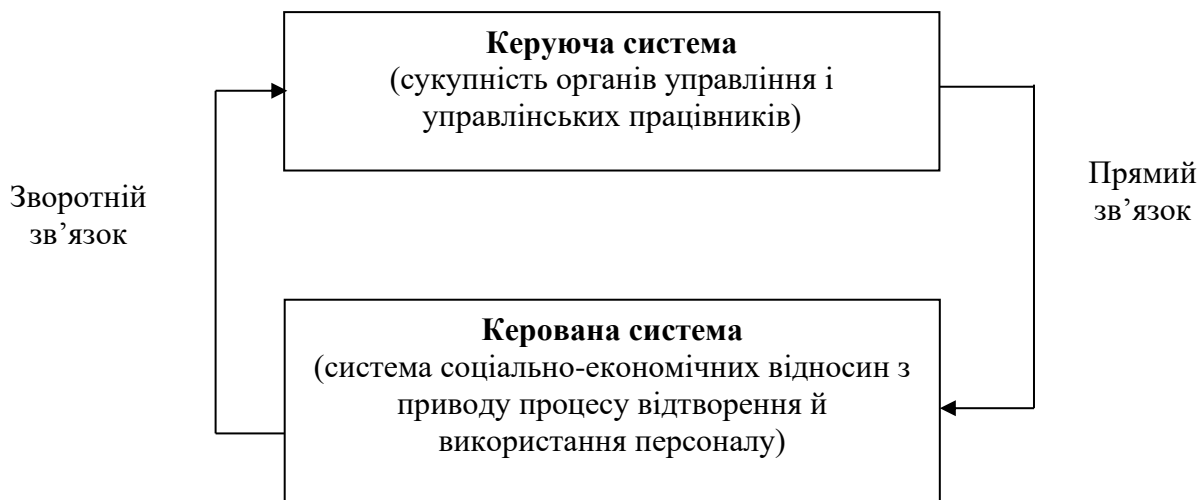 Керуюча система
(сукупність органів управління і
управлінських працівників)
Зворотній
зв’язок
Прямий
зв’язок
Керована система
(система соціально-економічних відносин з
приводу процесу відтворення й
використання персоналу)